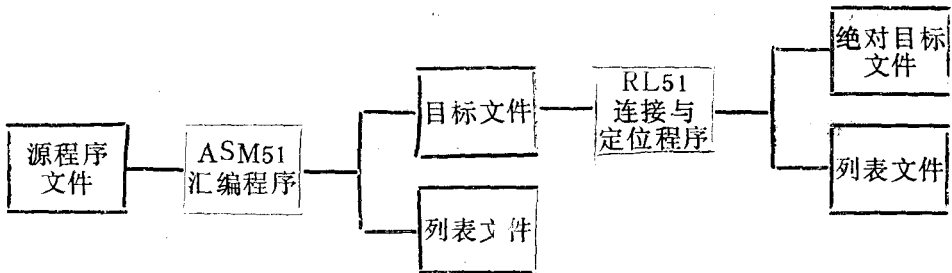 源程序
文件
ASM51
汇编程序
目标文件
列表文件
RL51
连接与
定位程序
绝对目标
文件
列表文件